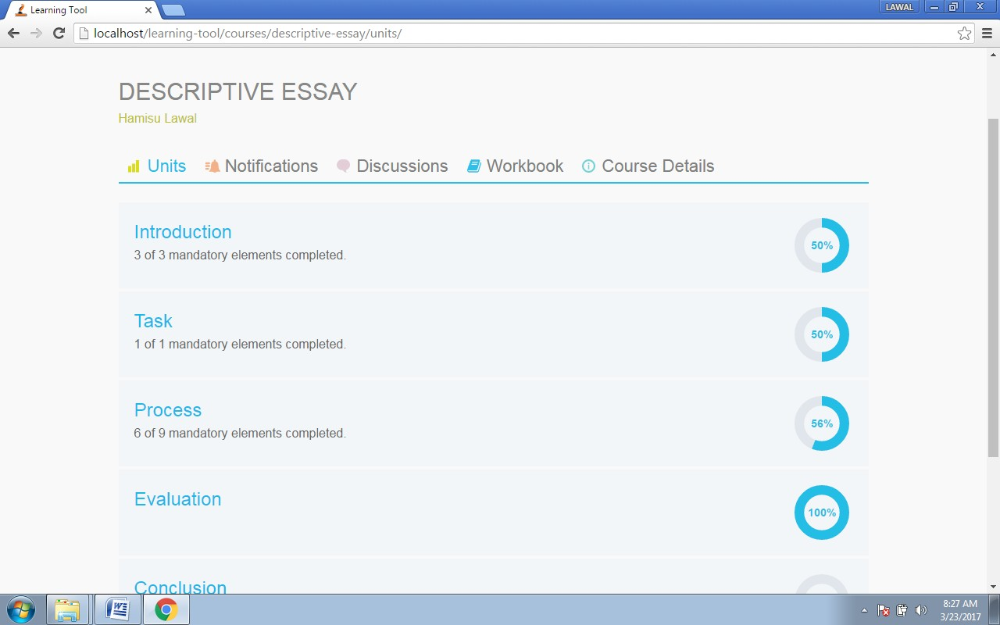 Learning Tool
LAWAL
localhost/learning-tool/courses/descriptive-essay/units/
DESCRIPTIVE ESSAY
Hamisu Lawal
Units Notifications Discussions Workbook Course Details
Introduction
3 of 3 mandatory elements completed.
50%
Task
1 of 1 mandatory elements completed.
50%
Process
6 of 9 mandatory elements completed.
56%
Evaluation
100%
Conclusion
8:27 AM
3/23/2017